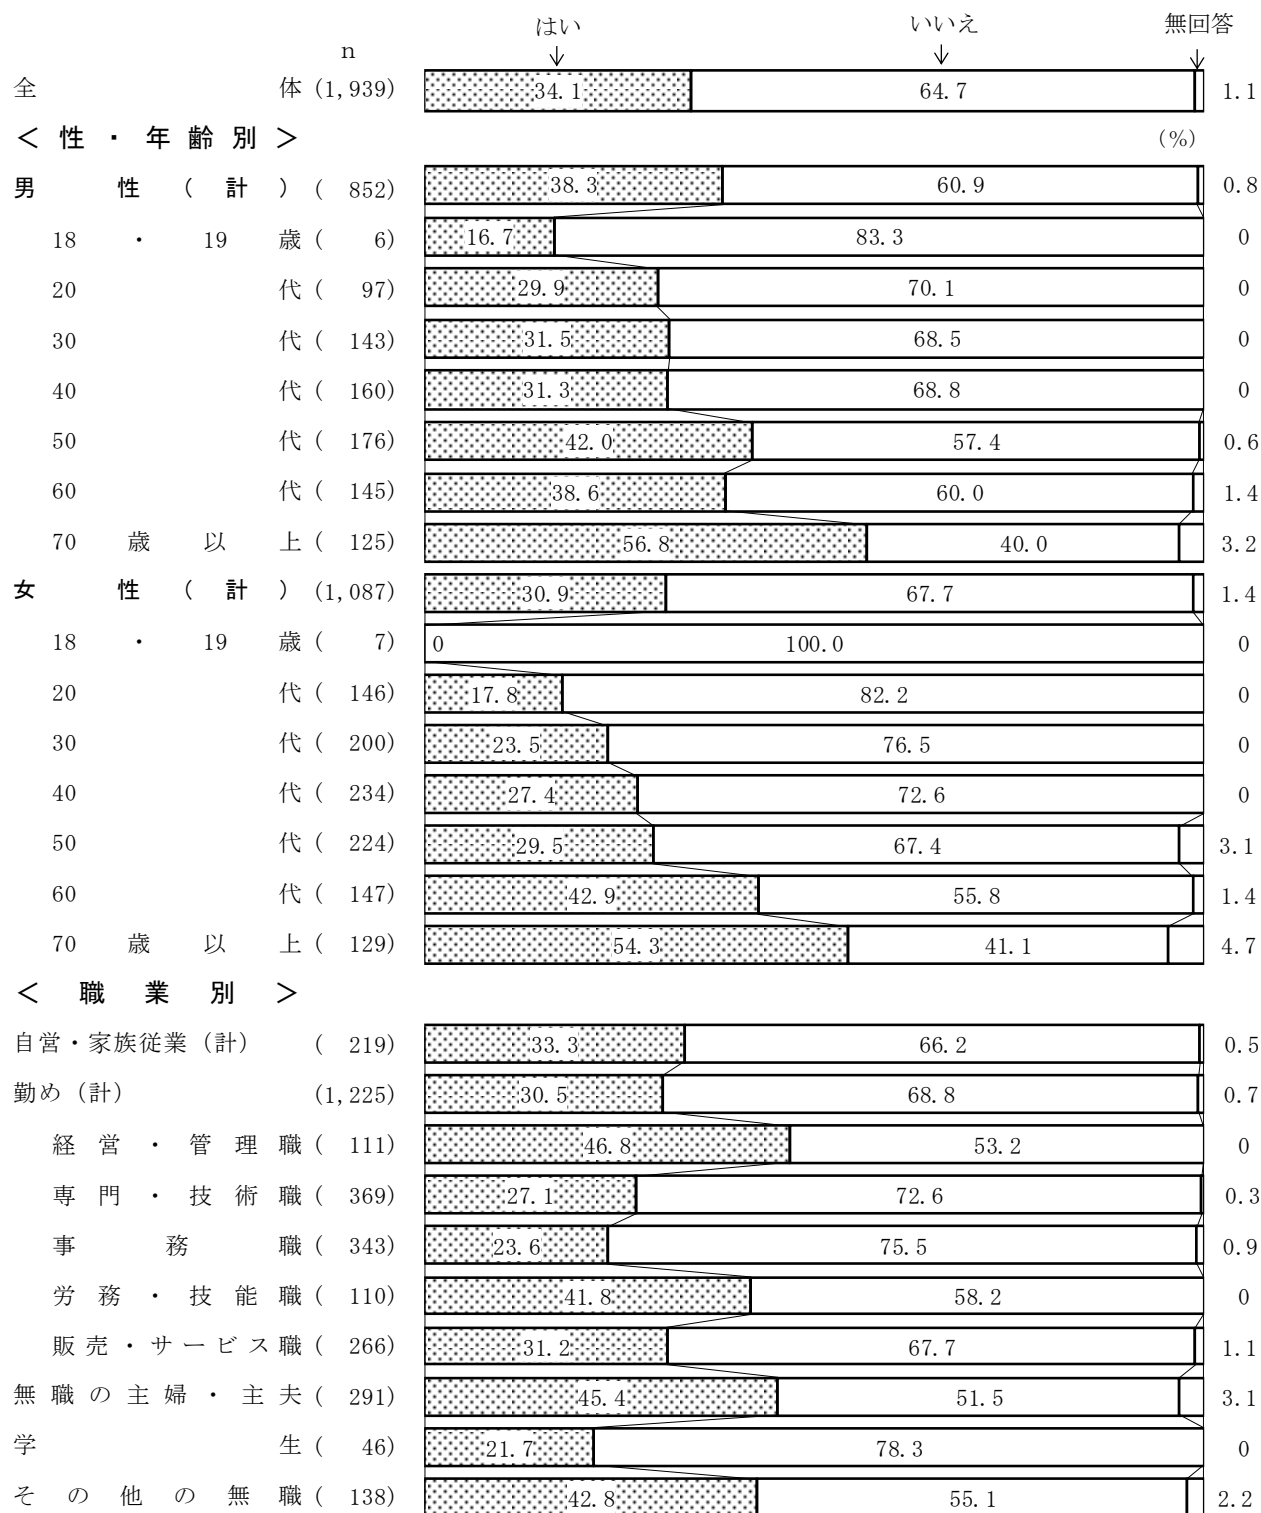 はい いいえ 無回答
n
全体 (1,939) 34.1 64.7 1.1
＜性・年齢別＞ (%)
男性（計） ( 852) 38.3 60.9 0.8
18・19歳 ( 6) 16.7 83.3 0
20代 ( 97) 29.9 70.1 0
30代 ( 143) 31.5 68.5 0
40代 ( 160) 31.3 68.8 0
50代 ( 176) 42.0 57.4 0.6
60代 ( 145) 38.6 60.0 1.4
70歳以上 ( 125) 56.8 40.0 3.2
女性（計） (1,087) 30.9 67.7 1.4
18・19歳 ( 7) 0 100.0 0
20代 ( 146) 17.8 82.2 0
30代 ( 200) 23.5 76.5 0
40代 ( 234) 27.4 72.6 0
50代 ( 224) 29.5 67.4 3.1
60代 ( 147) 42.9 55.8 1.4
70歳以上 ( 129) 54.3 41.1 4.7
＜職業別＞
自営・家族従業（計） ( 219) 33.3 66.2 0.5
勤め（計） (1,225) 30.5 68.8 0.7
経営・管理職 ( 111) 46.8 53.2 0
専門・技術職 ( 369) 27.1 72.6 0.3
事務職 ( 343) 23.6 75.5 0.9
労務・技能職 ( 110) 41.8 58.2 0
販売・サービス職 ( 266) 31.2 67.7 1.1
無職の主婦・主夫 ( 291) 45.4 51.5 3.1
学生 ( 46) 21.7 78.3 0
その他の無職 ( 138) 42.8 55.1 2.2